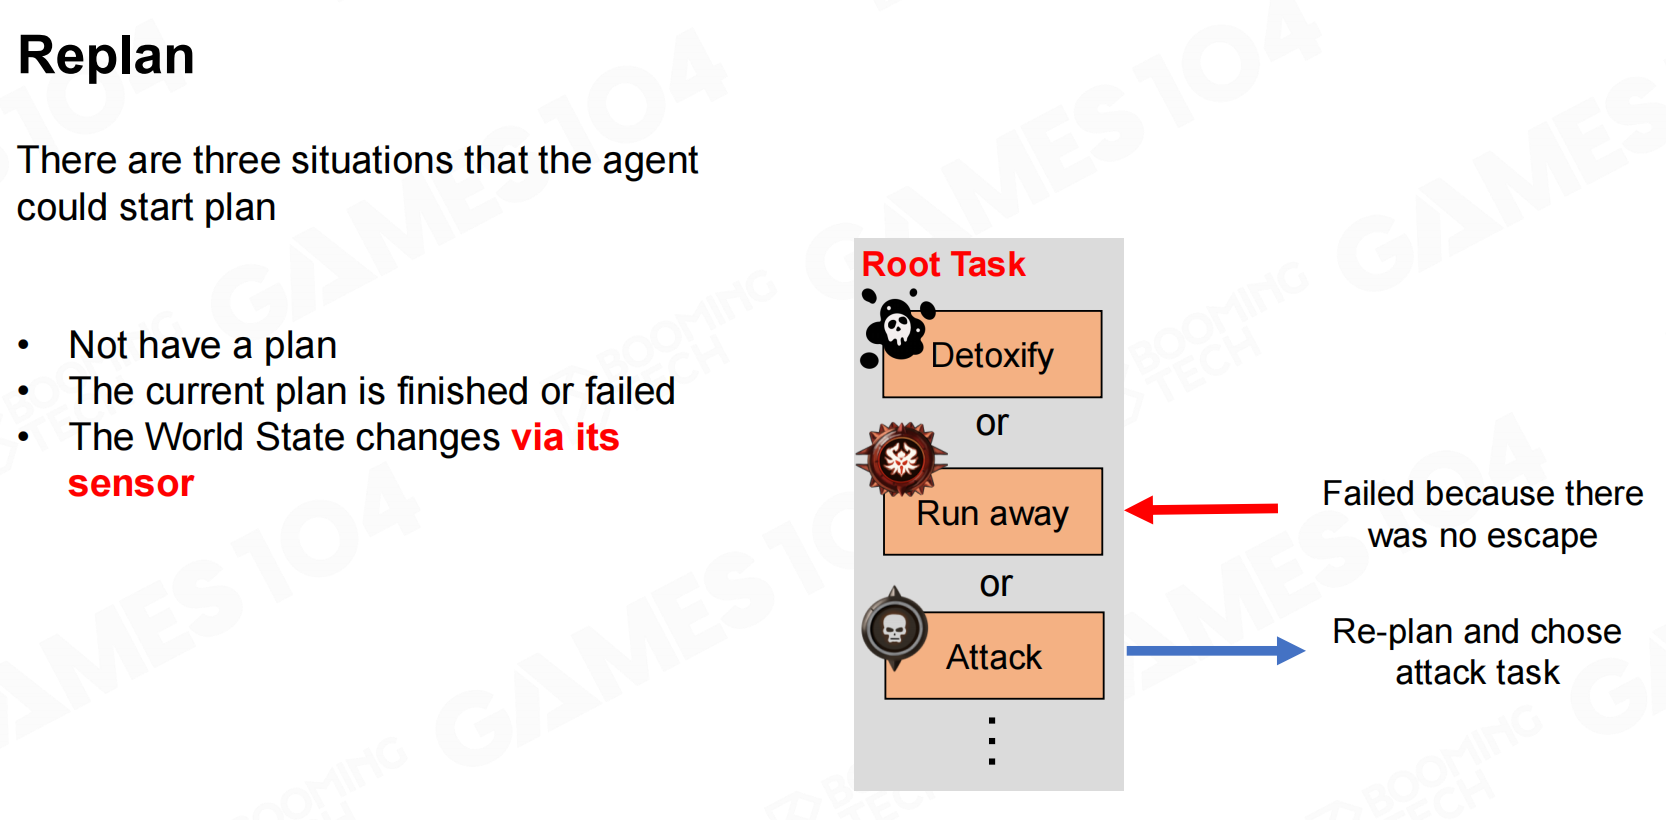 Replan
There are three situations that the agent
could start plan
• Not have a plan
• The current plan is finished or failed
• The World State changes via its
sensor
Root Task
Detoxify
or
Run away
or
Attack
Failed because there
was no escape
Re-plan and chose
attack task
GAMES104
BOOMING
TECH